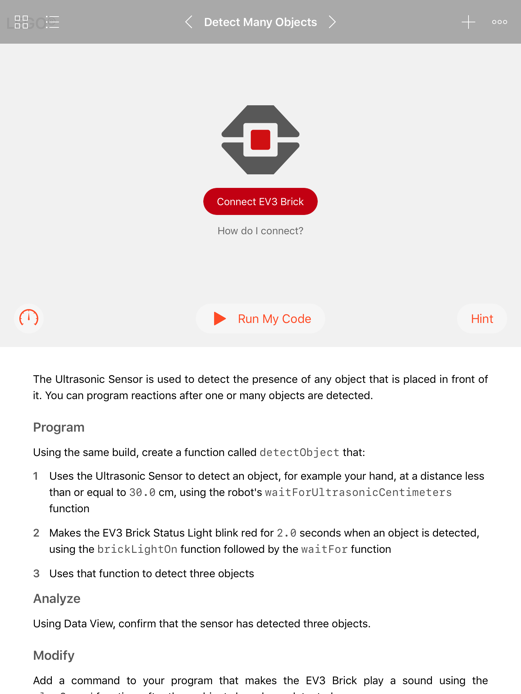 Detect Many Objects
Connect EV3 Brick
How do I connect?
Run My Code
Hint
The Ultrasonic Sensor is used to detect the presence of any object that is placed in front of
it. You can program reactions after one or many objects are detected.
Program
Using the same build, create a function called detectObject that:
1 Uses the Ultrasonic Sensor to detect an object, for example your hand, at a distance less
than or equal to 30.0 cm, using the robot's waitForUltrasonicCentimeters
function
2 Makes the EV3 Brick Status Light blink red for 2.0 seconds when an object is detected,
using the brickLightOn function followed by the waitFor function
3 Uses that function to detect three objects
Analyze
Using Data View, confirm that the sensor has detected three objects.
Modify
Add a command to your program that makes the EV3 Brick play a sound using the